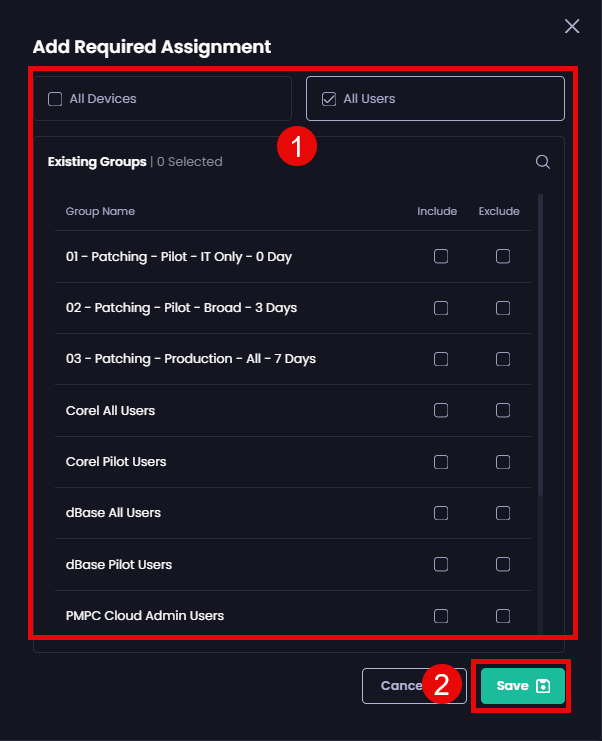 Add Required Assignment
All Devices
All Users
1
Existing Groups | 0 Selected
Group Name Include Exclude
01 - Patching - Pilot - IT Only - 0 Day
02 - Patching - Pilot - Broad - 3 Days
03 - Patching - Production - All - 7 Days
Corel All Users
Corel Pilot Users
dBase All Users
dBase Pilot Users
PMPC Cloud Admin Users
2
Save